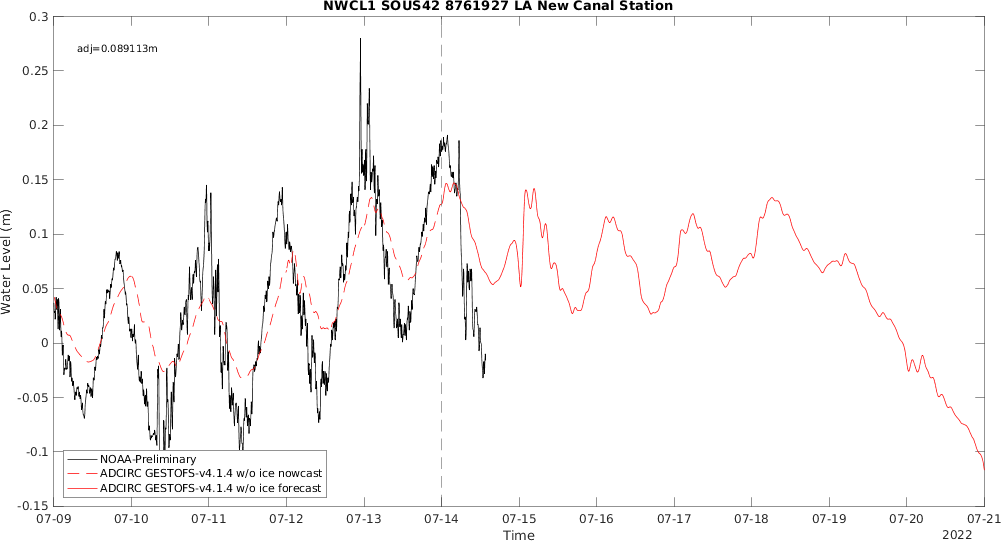 NWCL1 SOUS42 8761927 LA New Canal Station
adj=0.089113m
Water Level (m)
0.3
0.25
0.2
0.15
0.1
0.05
0
-0.05
-0.1
-0.15
NOAA-Preliminary
ADCIRC GESTOFS-v4.1.4 w/o ice nowcast
ADCIRC GESTOFS-v4.1.4 w/o ice forecast
07-09 07-10 07-11 07-12 07-13 07-14 07-15 07-16 07-17 07-18 07-19 07-20 07-21
Time
2022